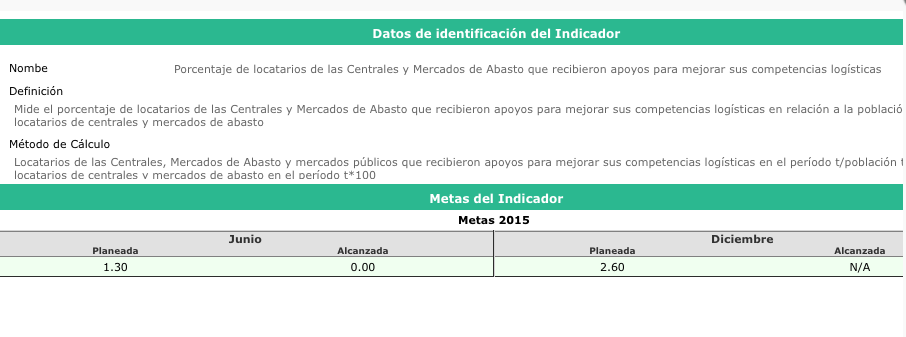 Datos de identificación del Indicador
Nombe Porcentaje de locatarios de las Centrales y Mercados de Abasto que recibieron apoyos para mejorar sus competencias logísticas
Definición
Mide el porcentaje de locatarios de las Centrales y Mercados de Abasto que recibieron apoyos para mejorar sus competencias logísticas en relación a la
locatarios de centrales y mercados de abasto
Método de Cálculo
Locatarios de las Centrales, Mercados de Abasto y mercados públicos que recibieron apoyos para mejorar sus competencias logísticas en el período t/población
locatarios de centrales y mercados de abasto en el período t*100
Metas del Indicador
Metas 2015
Junio Diciembre
Planeada Alcanzada Planeada Alcanzada
1.30 0.00 2.60 N/A